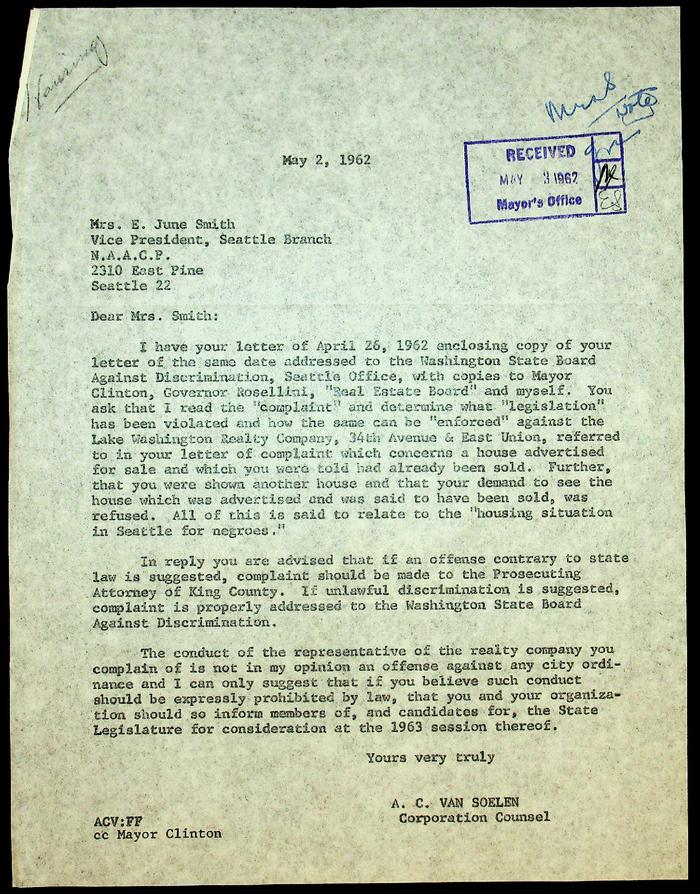 Housing
Mrs S
Note
RECEIVED
MAY 3 1962
Mayor's Office
May 2, 1962
Mrs. E. June Smith
Vice President, Seattle Branch
N.A.A.C.P.
2310 East Pine
Seattle 22
Dear Mrs. Smith:
I have your letter of April 26, 1962 enclosing copy of your
letter of the same date addressed to the Washington State Board
Against Discrimination, Seattle Office, with copies to Mayor
Clinton, Governor Rosellini, "Real Estate Board" and myself. You
ask that I read the "complaint" and determine what "legislation"
has been violated and how the same can be "enforced" against the
Lake Washington Realty Company, 34th Avenue & East Union, referred
to in your letter of complaint which concerns a house advertised
for sale and which you were told had already been sold. Further,
that you were shown another house and that your demand to see the
house which was advertised and was said to have been sold, was
refused. All of this is said to relate to the "housing situation
in Seattle for negroes."
In reply you are advised that if an offense contrary to state
law is suggested, complaint should be made to the Prosecuting
Attorney of King County. If unlawful discrimination is suggested,
complaint is properly addressed to the Washington State Board
Against Discrimination.
The conduct of the representative of the realty company you
complain of is not in my opinion an offense against any city ordi-
nance and I can only suggest that if you believe such conduct
should be expressly prohibited by law, that you and your organiza-
tion should so inform members of, and candidates for, the State
Legislature for consideration at the 1963 session thereof.
Yours very truly
A. C. VAN SOELEN
Corporation Counsel
ACV:FF
cc Mayor Clinton